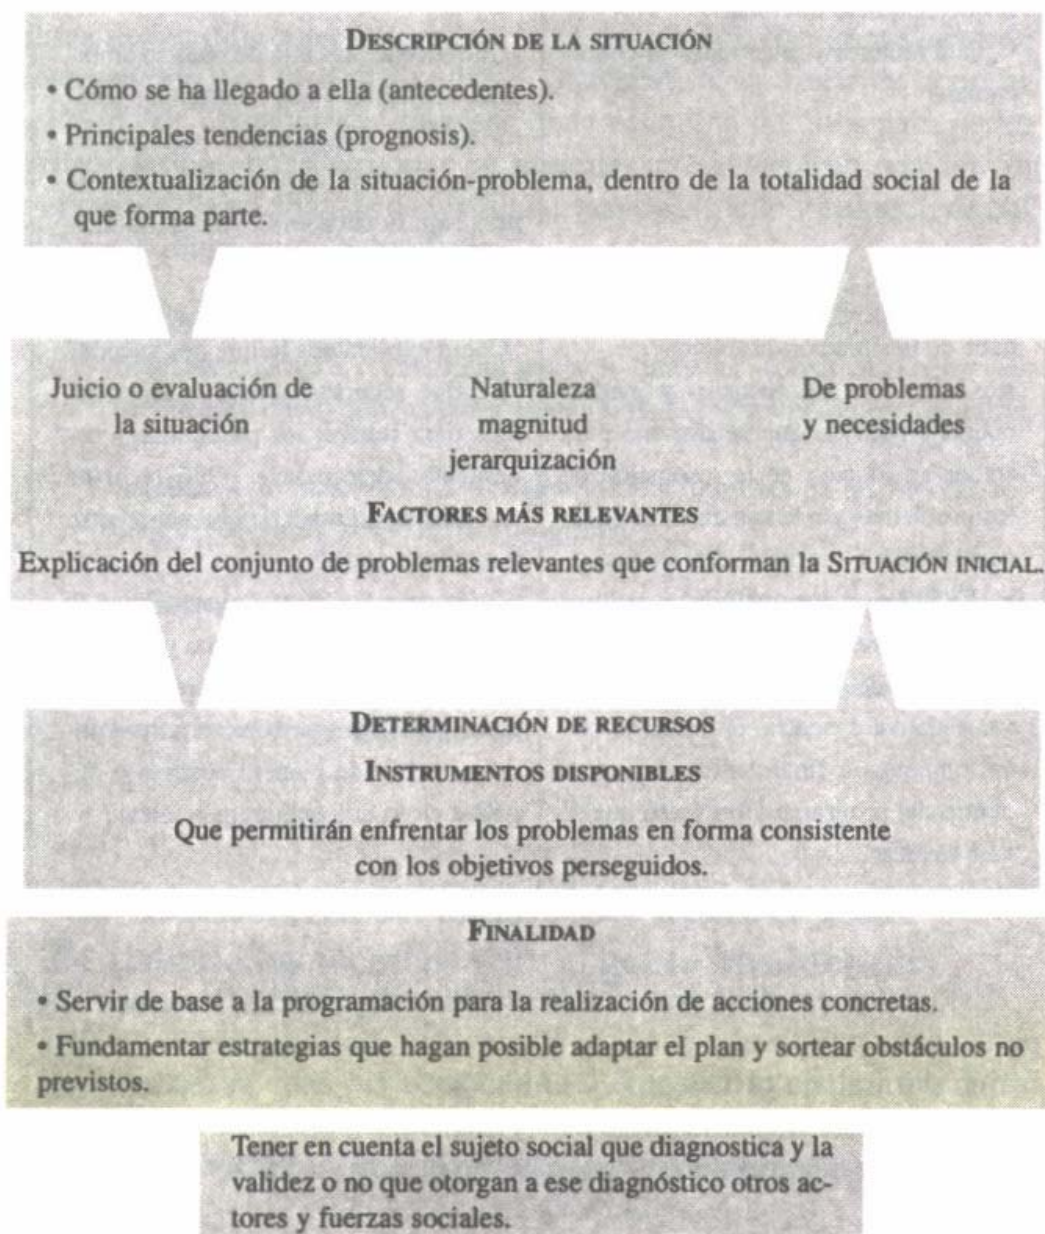 DESCRIPCIÓN DE LA SITUACIÓN
• Cómo se ha llegado a ella (antecedentes).
• Principales tendencias (prognosis).
• Contextualización de la situación-problema, dentro de la totalidad social de la
que forma parte.
Juicio o evaluación de
la situación
Naturaleza
magnitud
jerarquización
De problemas
y necesidades
FACTORES MÁS RELEVANTES
Explicación del conjunto de problemas relevantes que conforman la SITUACIÓN INICIAL.
DETERMINACIÓN DE RECURSOS
INSTRUMENTOS DISPONIBLES
Que permitirán enfrentar los problemas en forma consistente
con los objetivos perseguidos.
FINALIDAD
• Servir de base a la programación para la realización de acciones concretas.
• Fundamentar estrategias que hagan posible adaptar el plan y sortear obstáculos no
previstos.
Tener en cuenta el sujeto social que diagnostica y la
validez o no que otorgan a ese diagnóstico otros ac-
tores y fuerzas sociales.